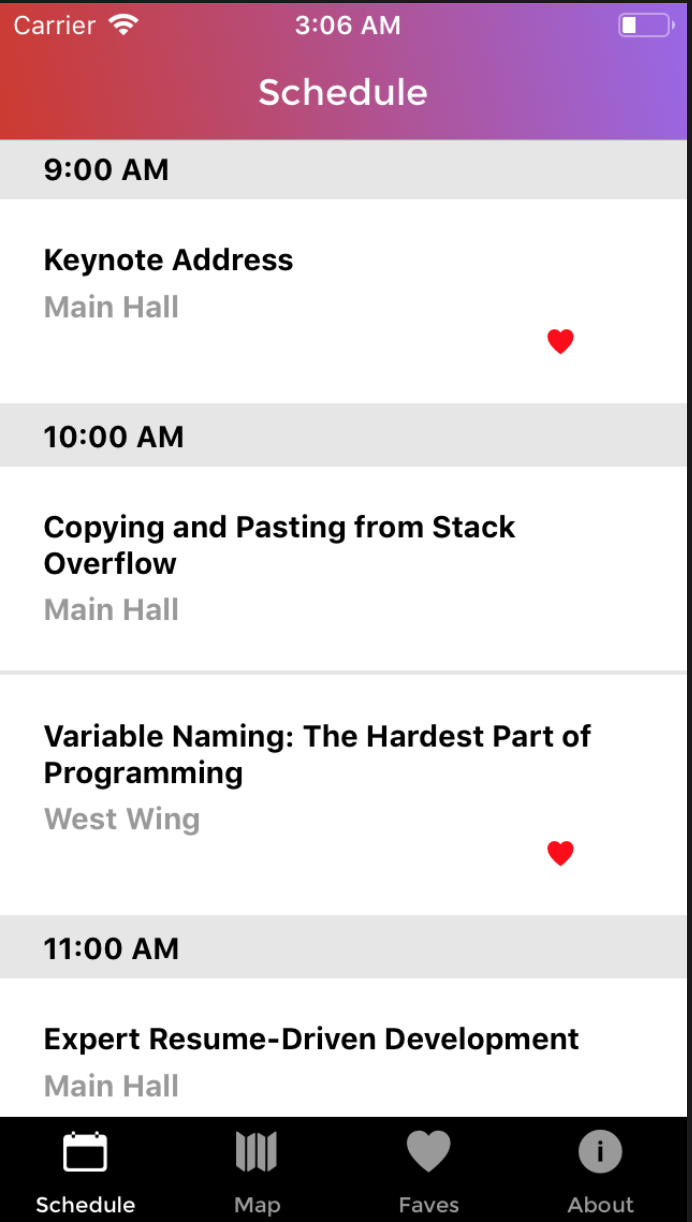 Carrier 3:06 AM
Schedule
9:00 AM
Keynote Address
Main Hall
10:00 AM
Copying and Pasting from Stack
Overflow
Main Hall
Variable Naming: The Hardest Part of
Programming
West Wing
11:00 AM
Expert Resume-Driven Development
Main Hall
Schedule Map Faves About